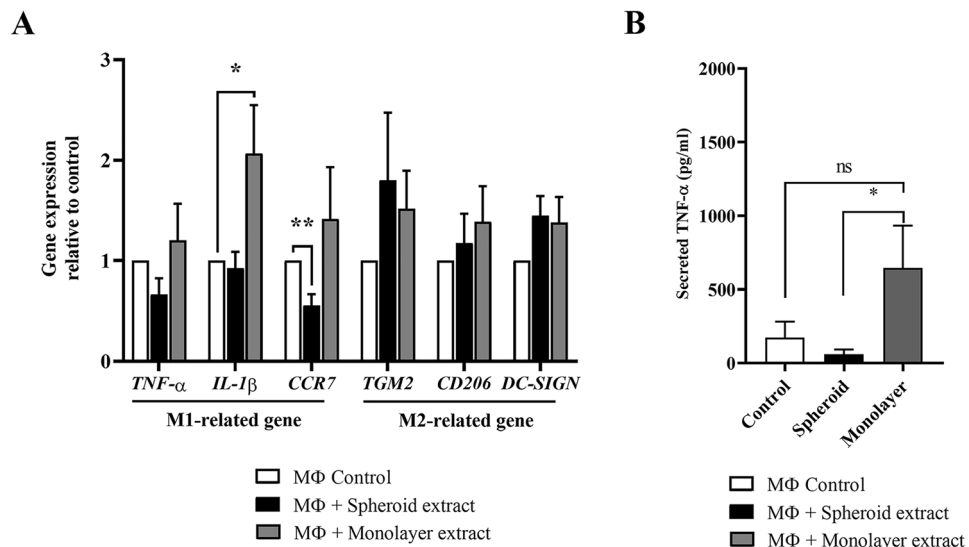 A
Gene expression
relative to control
3
2
1
0
*
**
TNF-α IL-1β CCR7 TGM2 CD206 DC-SIGN
M1-related gene M2-related gene
MΦ Control
MΦ + Spheroid extract
MΦ + Monolayer extract
B
Secreted TNF-α (pg/ml)
2000
1500
1000
500
0
ns
*
Control Spheroid Monolayer
MΦ Control
MΦ + Spheroid extract
MΦ + Monolayer extract